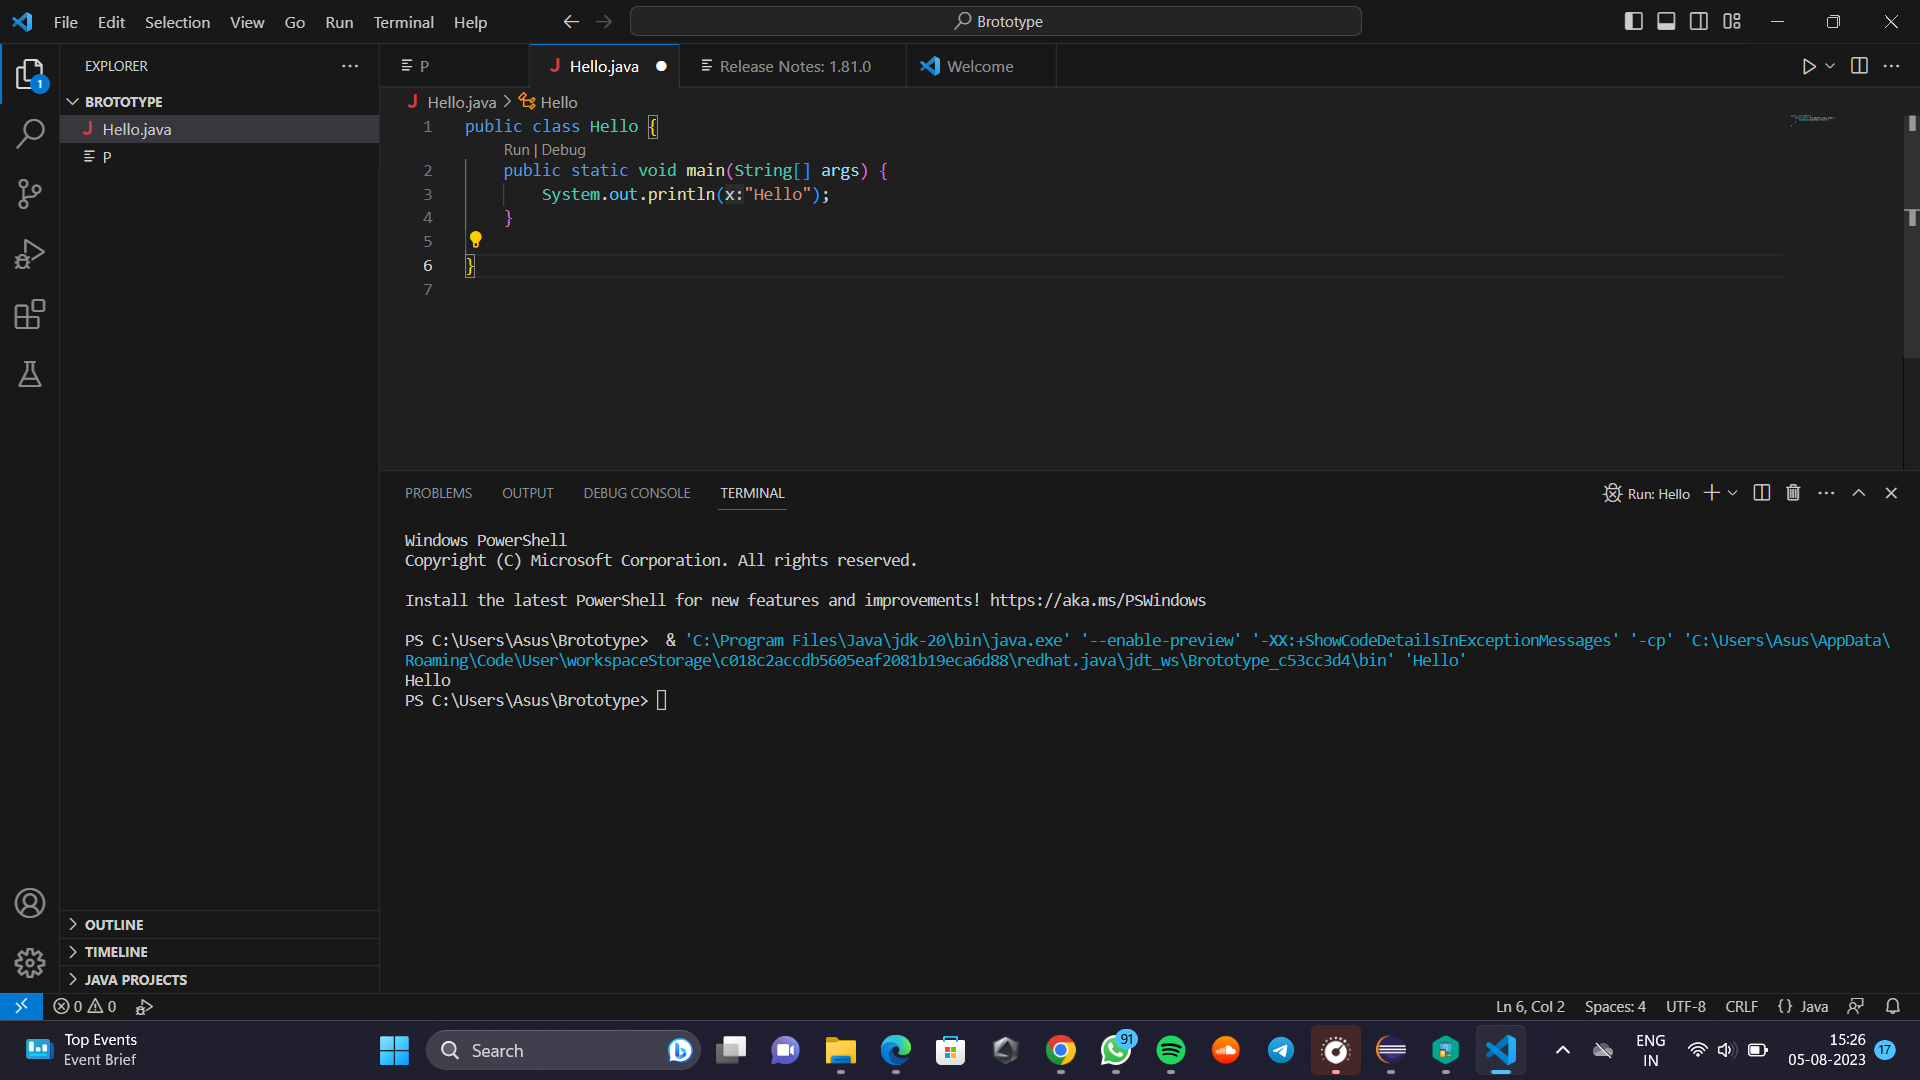 File Edit Selection View Go Run Terminal Help
Brototype
1
EXPLORER
BROTOTYPE
Hello.java
P
OUTLINE
TIMELINE
JAVA PROJECTS
P
Hello.java
Release Notes: 1.81.0
Welcome
Hello.java > Hello
1 public class Hello {
Run | Debug
2 public static void main(String[] args) {
3 System.out.println(x:"Hello");
4 }
5
6 }
7
PROBLEMS OUTPUT DEBUG CONSOLE TERMINAL
Run: Hello
Windows PowerShell
Copyright (C) Microsoft Corporation. All rights reserved.
Install the latest PowerShell for new features and improvements! https://aka.ms/PSWindows
PS C:\Users\Asus\Brototype>  & 'C:\Program Files\Java\jdk-20\bin\java.exe' '--enable-preview' '-XX:+ShowCodeDetailsInExceptionMessages' '-cp' 'C:\Users\Asus\AppData\
Roaming\Code\User\workspaceStorage\c018c2accdb5605eaf2081b19eca6d88\redhat.java\jdt_ws\Brototype_c53cc3d4\bin' 'Hello'
Hello
PS C:\Users\Asus\Brototype>
0 0
Ln 6, Col 2 Spaces: 4 UTF-8 CRLF {} Java
Top Events
Event Brief
Search
91
ENG
IN
15:26
05-08-2023
17